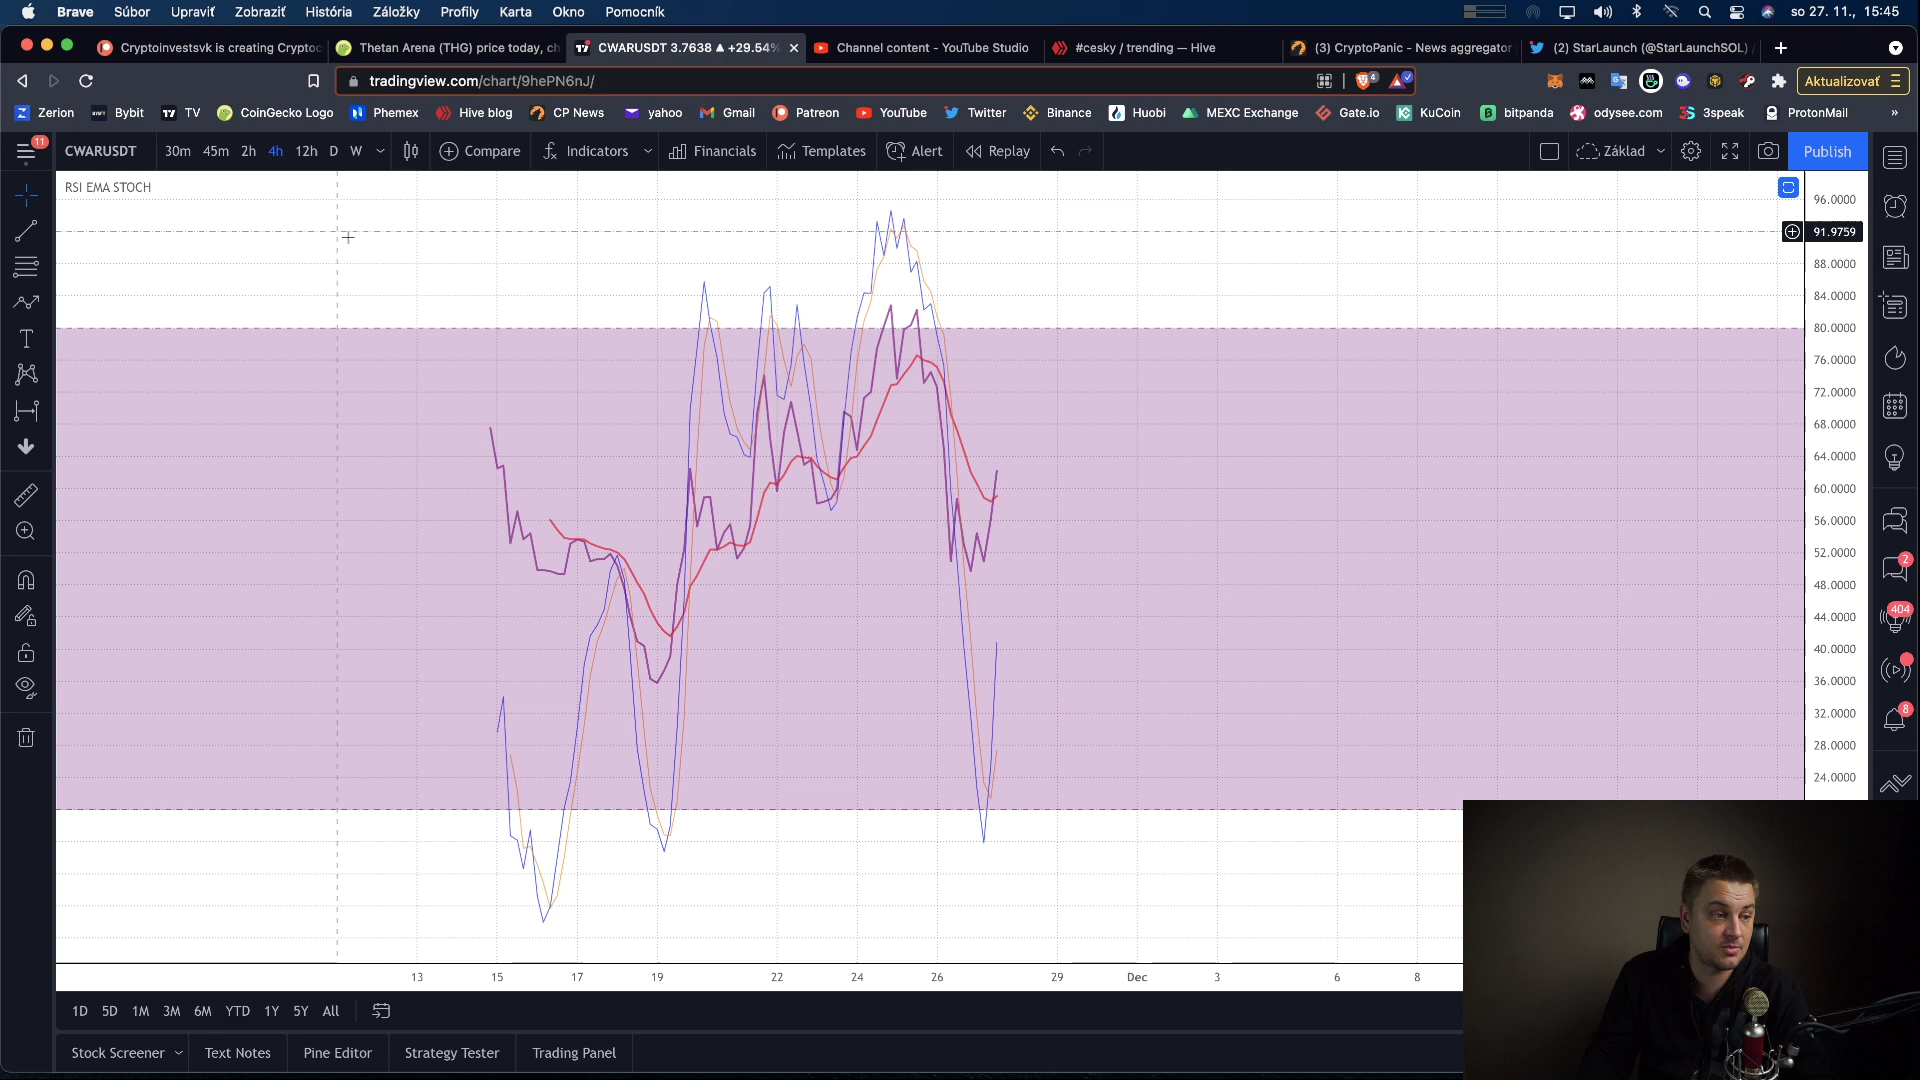 Brave Súbor Upraviť Zobraziť História Záložky Profily Karta Okno Pomocník so 27. 11., 15:45
Cryptoinvestsvk is creating Cryptoc Thetan Arena (THG) price today, ch CWARUSDT 3.7638 ▲ +29.54% Channel content - YouTube Studio #cesky / trending — Hive (3) CryptoPanic - News aggregator (2) StarLaunch (@StarLaunchSOL)
tradingview.com/chart/9hePN6nJ/ 4 Aktualizovať
Zerion Bybit TV CoinGecko Logo Phemex Hive blog CP News yahoo Gmail Patreon YouTube Twitter Binance Huobi MEXC Exchange Gate.io KuCoin bitpanda odysee.com 3speak ProtonMail »
11 CWARUSDT 30m 45m 2h 4h 12h D W Compare Indicators Financials Templates Alert Replay Základ Publish
RSI EMA STOCH
96.0000
91.9759
88.0000
84.0000
80.0000
76.0000
72.0000
68.0000
64.0000
60.0000
56.0000
52.0000
48.0000
44.0000
40.0000
36.0000
32.0000
28.0000
24.0000
2
404
8
13 15 17 19 22 24 26 29 Dec 3 6 8
1D 5D 1M 3M 6M YTD 1Y 5Y All
Stock Screener Text Notes Pine Editor Strategy Tester Trading Panel